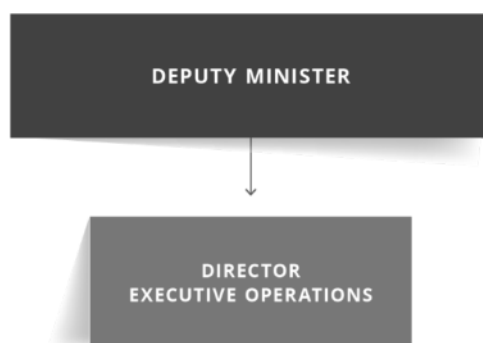 DEPUTY MINISTER
DIRECTOR
EXECUTIVE OPERATIONS